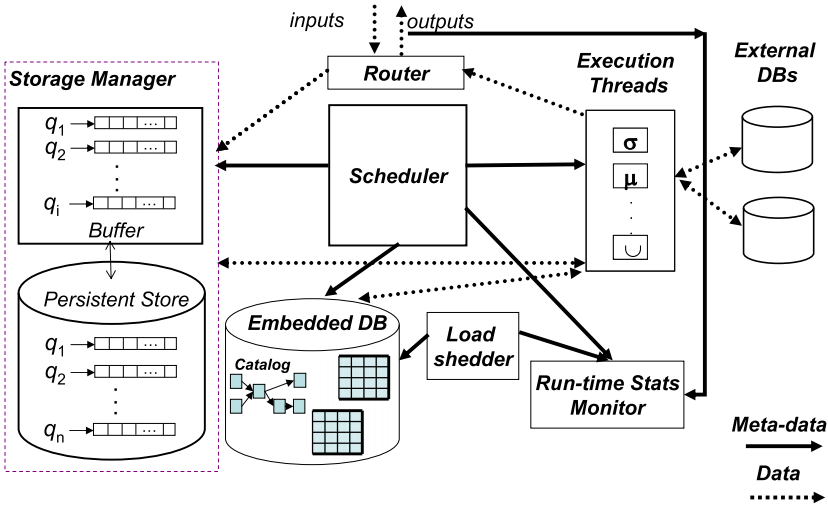 inputs
outputs
Storage Manager
Router
Execution
Threads
External
DBs
q1
...
q2
...
qi
...
Buffer
Scheduler
σ
μ
∪
Persistent Store
q1
...
q2
...
qn
...
Embedded DB
Catalog
Load
shedder
Run-time Stats
Monitor
Meta-data
Data